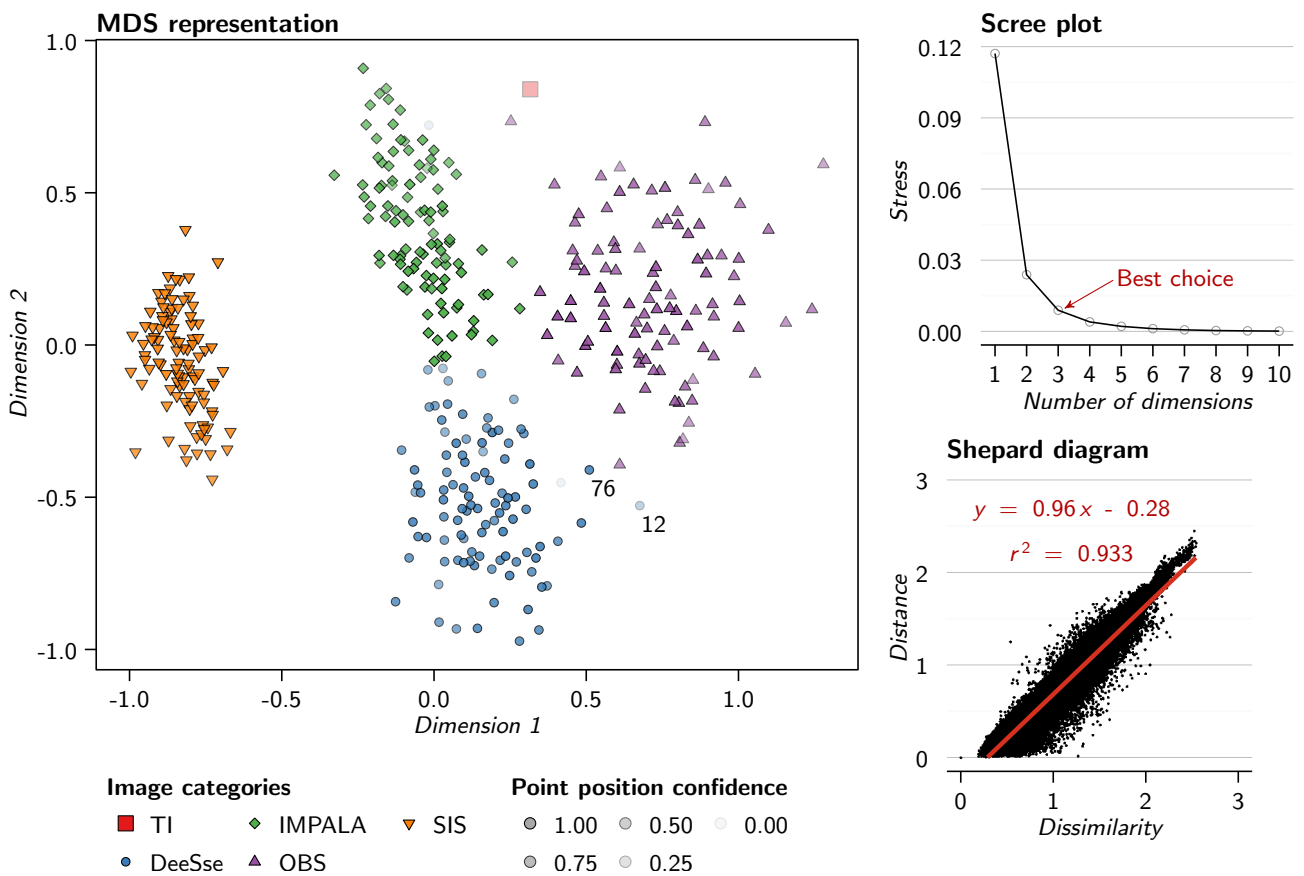 MDS representation
1.0
0.5
0.0
-0.5
-1.0
Dimension 2
76
12
-1.0 -0.5 0.0 0.5 1.0
Dimension 1
Scree plot
0.12
0.09
0.06
0.03
0.00
Stress
Best choice
1 2 3 4 5 6 7 8 9 10
Number of dimensions
Shepard diagram
3
2
1
0
Distance
y = 0.96x - 0.28
r² = 0.933
0 1 2 3
Dissimilarity
Image categories
TI IMPALA SIS
DeeSse OBS
Point position confidence
1.00 0.50 0.00
0.75 0.25